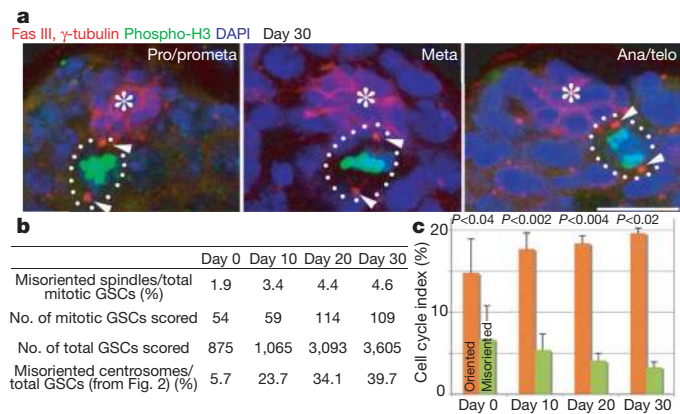 a
Fas III, γ-tubulin Phospho-H3 DAPI Day 30
Pro/prometa
Meta
Ana/telo
*
*
*
b
Day 0 Day 10 Day 20 Day 30
Misoriented spindles/total
mitotic GSCs (%)
1.9 3.4 4.4 4.6
No. of mitotic GSCs scored 54 59 114 109
No. of total GSCs scored 875 1,065 3,093 3,605
Misoriented centrosomes/
total GSCs (from Fig. 2) (%)
5.7 23.7 34.1 39.7
c
P<0.04 P<0.002 P<0.004 P<0.02
Cell cycle index (%)
20
10
0
Oriented
Misoriented
Day 0 Day 10 Day 20 Day 30